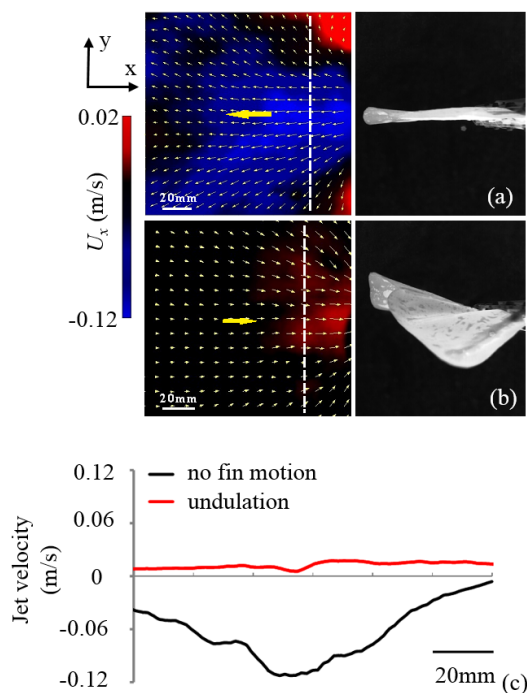 y
x
0.02
Ux (m/s)
-0.12
20mm
(a)
20mm
(b)
0.12
0.06
0
-0.06
-0.12
Jet velocity
(m/s)
no fin motion
undulation
20mm
(c)